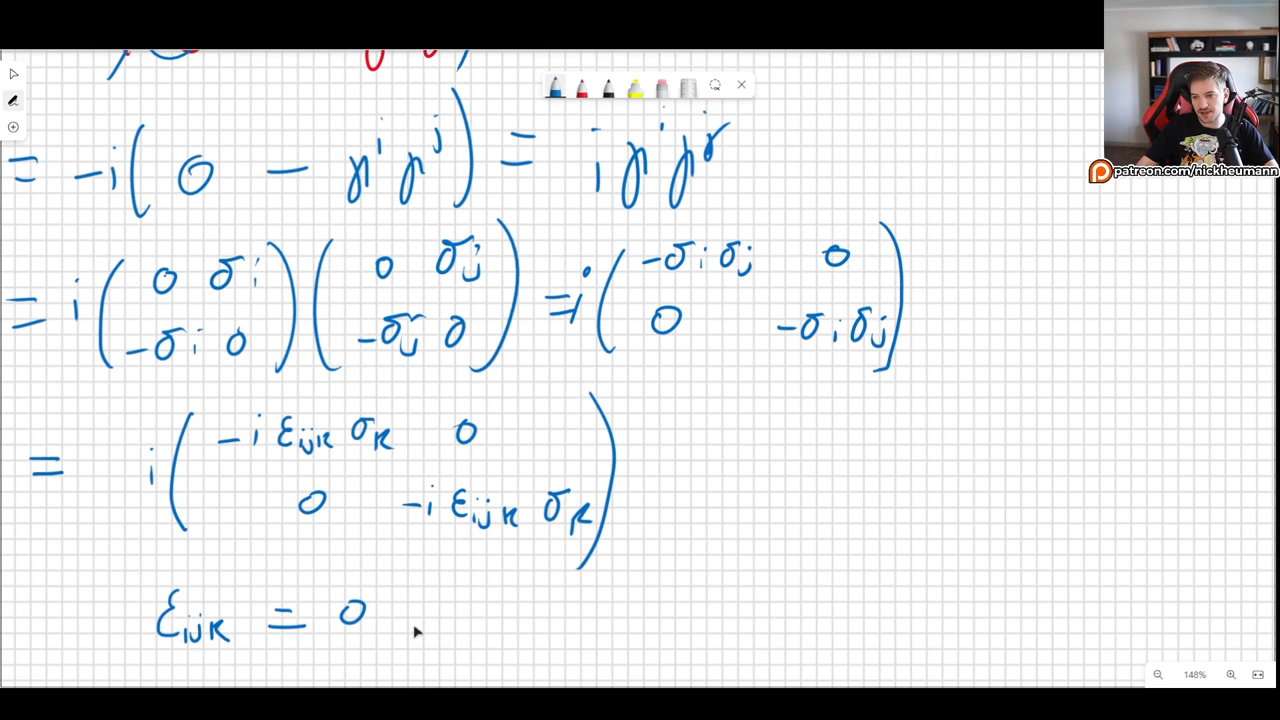 patreon.com/nickheumann
= -i( 0 - γ^i γ^j ) = i γ^i γ^j
= i ( 0 σ_i ) ( 0 σ_j ) = i ( -σ_i σ_j 0 )
( -σ_i 0 ) ( -σ_j 0 ) ( 0 -σ_i σ_j )
= i ( -i ε_ijk σ_k 0 )
( 0 -i ε_ijk σ_k )
ε_ijk = 0
148%